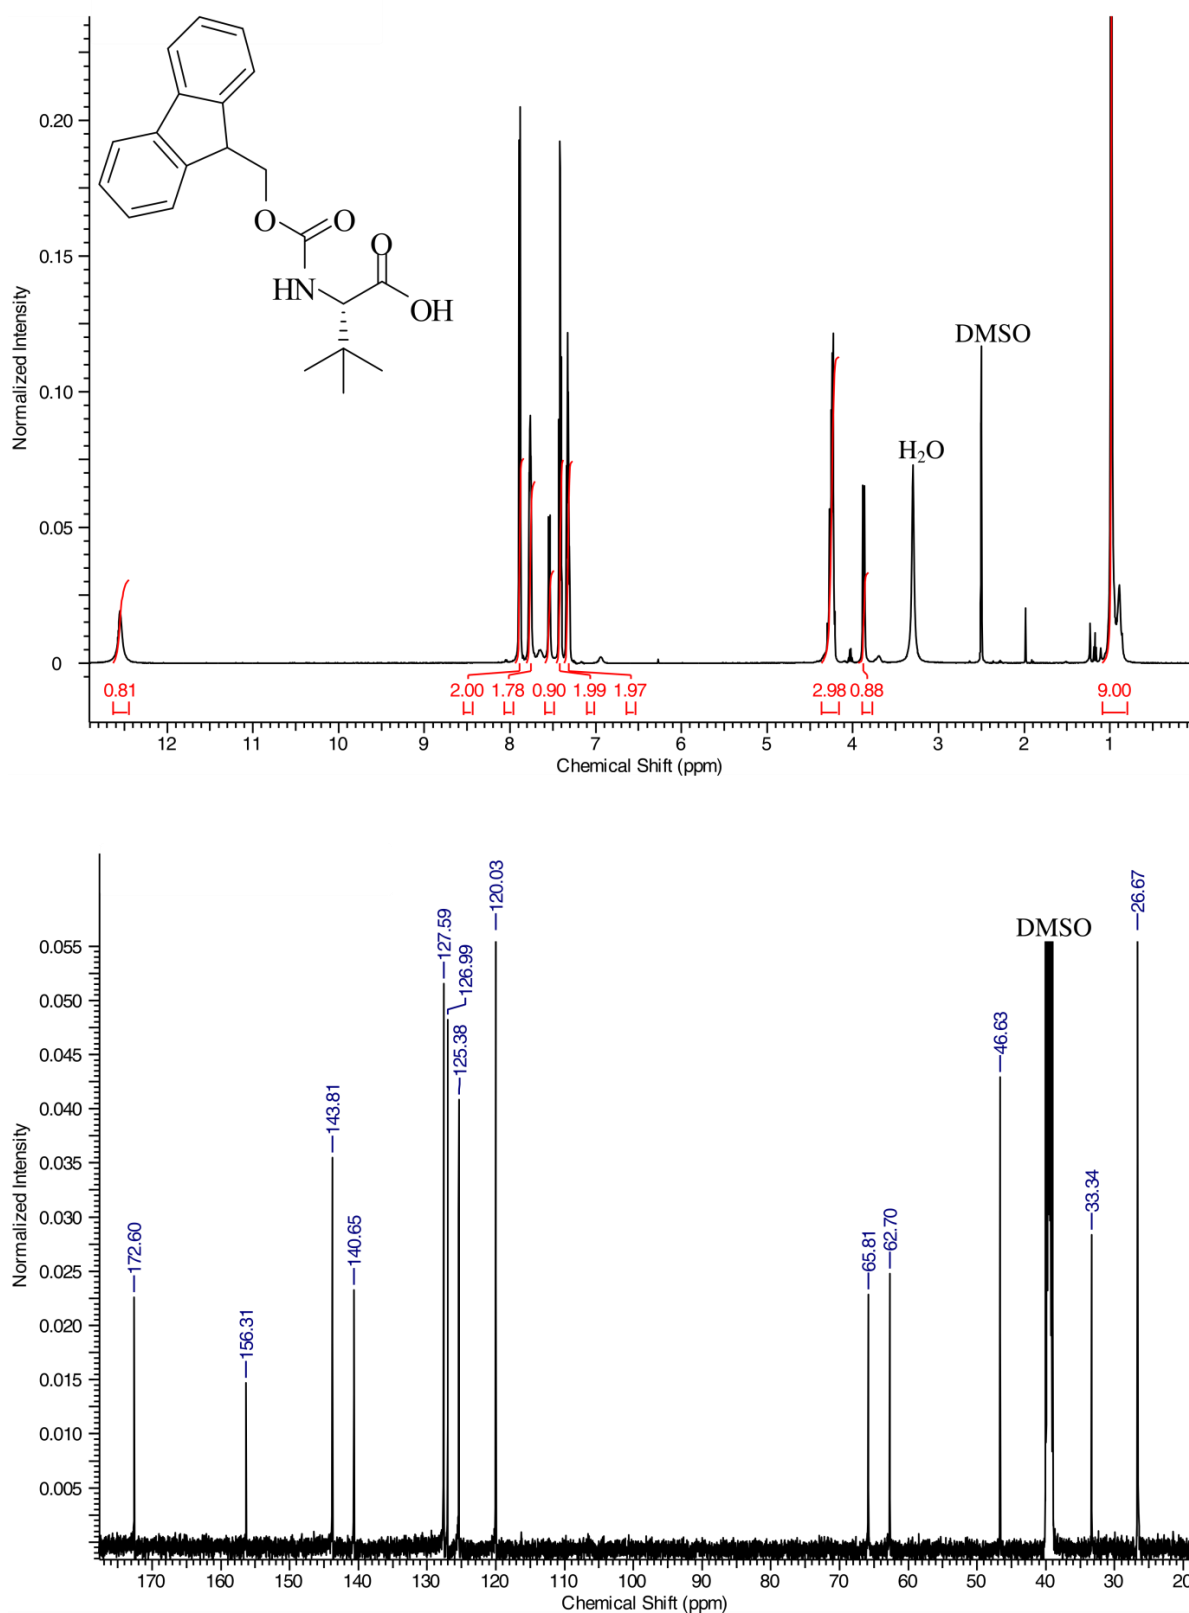 0.20
0.15
0.10
0.05
0
Normalized Intensity
O
O
O
HN
OH
DMSO
H₂O
0.81
2.00 1.78 0.90 1.99 1.97
2.98 0.88
9.00
12 11 10 9 8 7 6 5 4 3 2 1
Chemical Shift (ppm)
0.055
0.050
0.045
0.040
0.035
0.030
0.025
0.020
0.015
0.010
0.005
Normalized Intensity
172.60
156.31
143.81
140.65
127.59
126.99
125.38
120.03
65.81
62.70
46.63
DMSO
33.34
26.67
170 160 150 140 130 120 110 100 90 80 70 60 50 40 30 20
Chemical Shift (ppm)